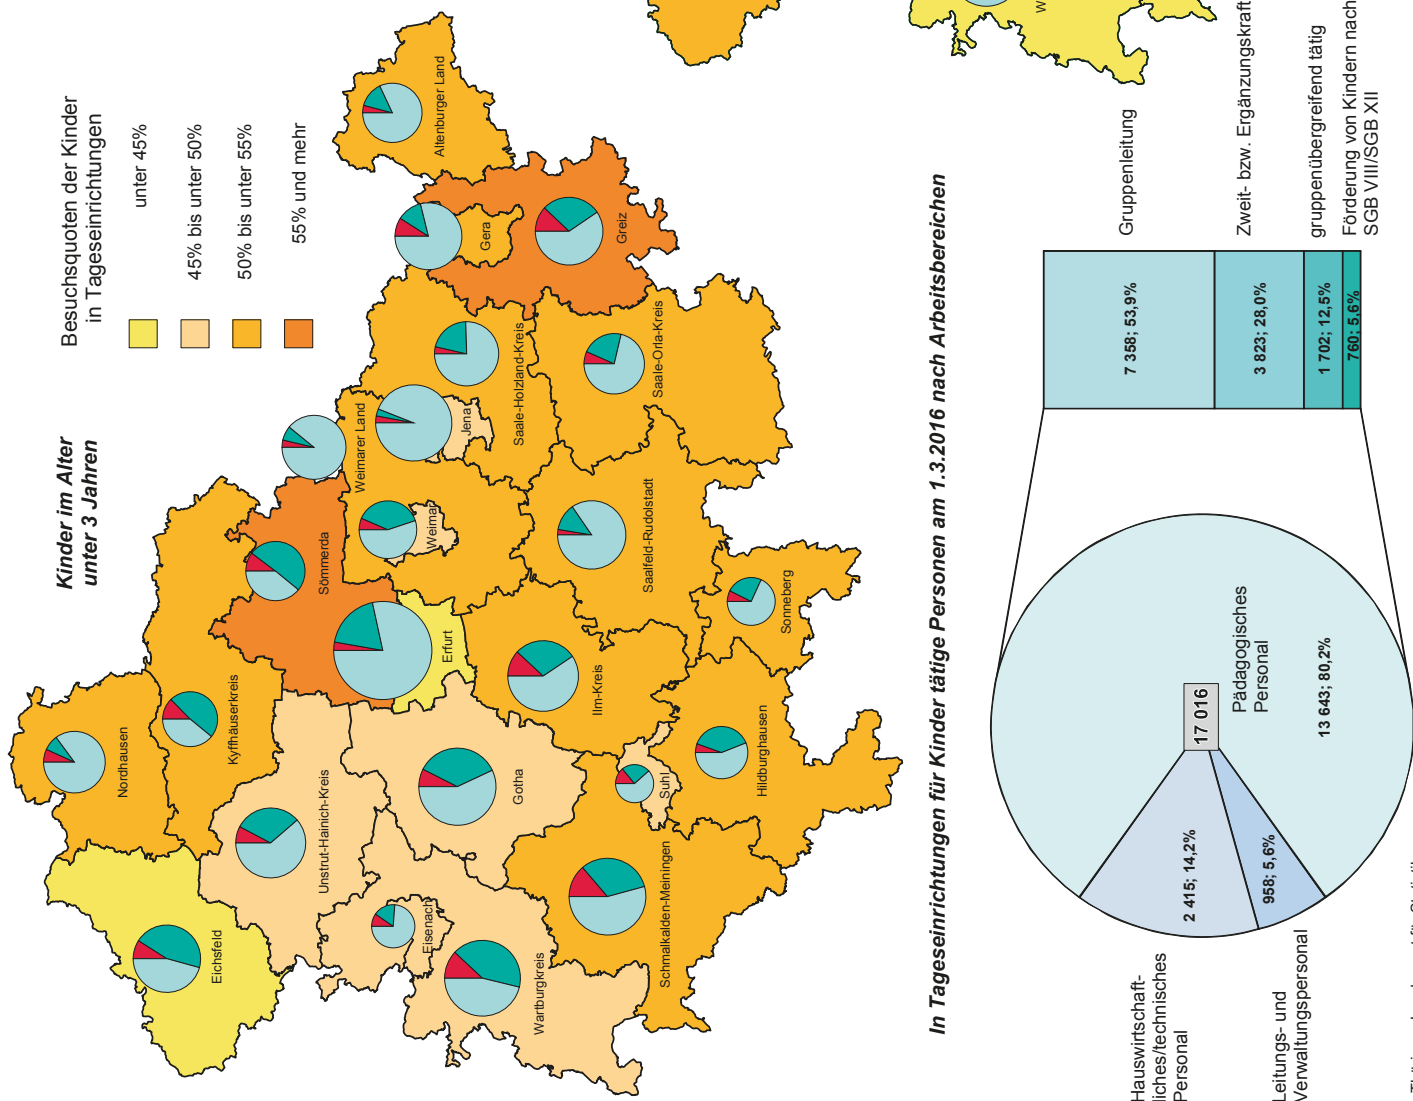 Kinder im Alter
unter 3 Jahren
Besuchsquoten der Kinder
in Tageseinrichtungen
unter 45%
45% bis unter 50%
50% bis unter 55%
55% und mehr
Eichsfeld
Nordhausen
Kyffhäuserkreis
Unstrut-Hainich-Kreis
Sömmerda
Altenburger Land
Gera
Greiz
Weimarer Land
Weimar
Jena
Saale-Holzland-Kreis
Saale-Orla-Kreis
Erfurt
Gotha
Eisenach
Wartburgkreis
Ilm-Kreis
Saalfeld-Rudolstadt
Sonneberg
Suhl
Hildburghausen
Schmalkalden-Meiningen
In Tageseinrichtungen für Kinder tätige Personen am 1.3.2016 nach Arbeitsbereichen
Hauswirtschaft-
liches/technisches
Personal
2 415; 14,2%
Leitungs- und
Verwaltungspersonal
958; 5,6%
17 016
Pädagogisches
Personal
13 643; 80,2%
7 358; 53,9%
Gruppenleitung
3 823; 28,0%
Zweit- bzw. Ergänzungskraft
1 702; 12,5%
gruppenübergreifend tätig
760; 5,6%
Förderung von Kindern nach
SGB VIII/SGB XII
W